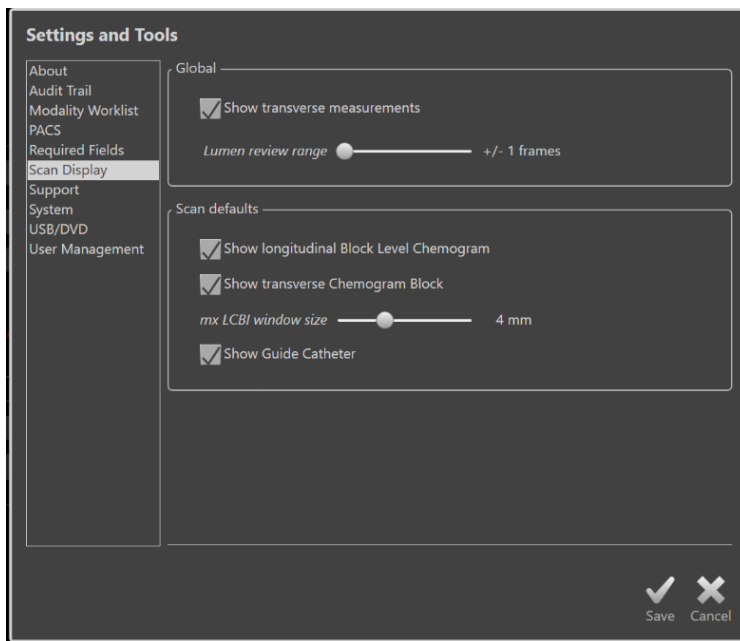 Settings and Tools
About
Audit Trail
Modality Worklist
PACS
Required Fields
Scan Display
Support
System
USB/DVD
User Management
Global
Show transverse measurements
Lumen review range +/- 1 frames
Scan defaults
Show longitudinal Block Level Chemogram
Show transverse Chemogram Block
mx LCBI window size 4 mm
Show Guide Catheter
Save Cancel